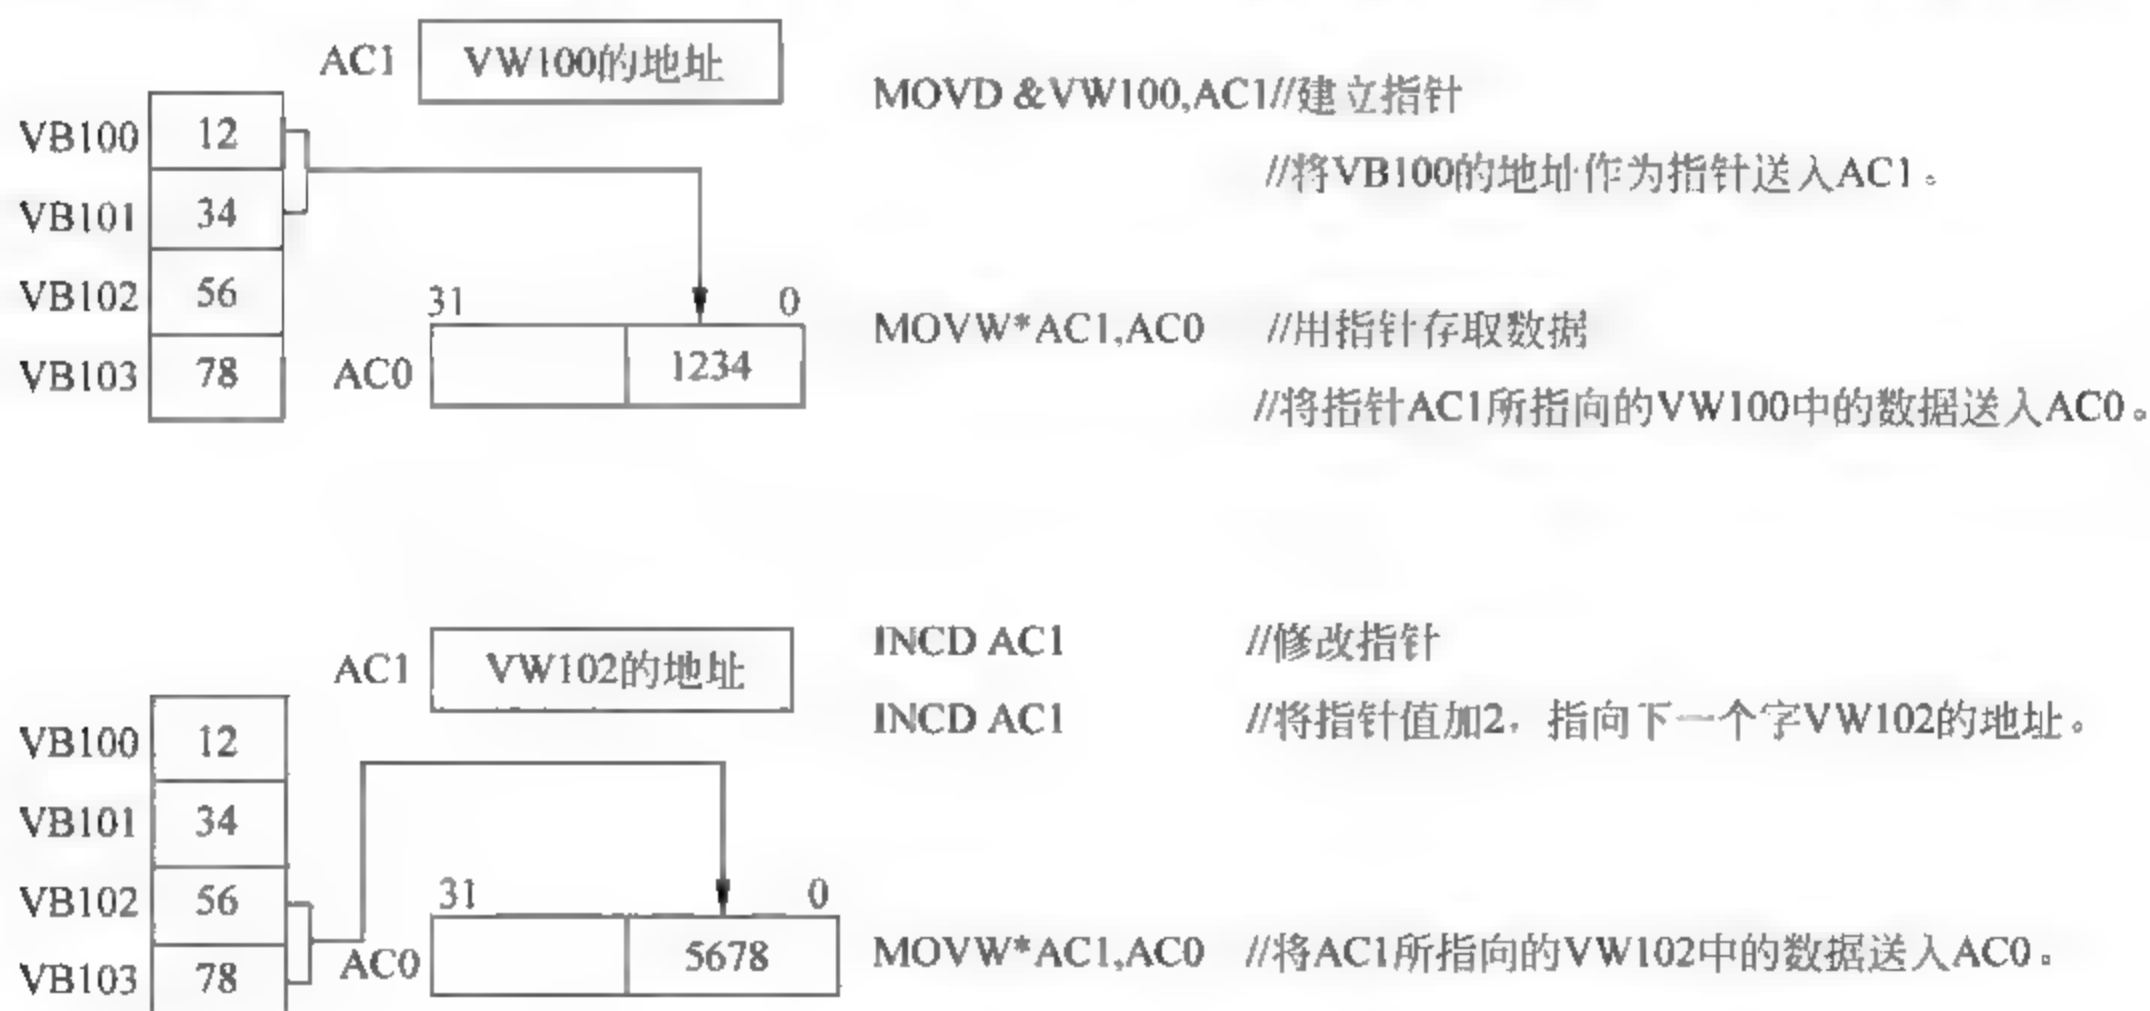 AC1 VW100的地址
MOVD &VW100,AC1//建立指针
VB100 12
//将VB100的地址作为指针送入AC1。
VB101 34
VB102 56
31 0
MOVW*AC1,AC0 //用指针存取数据
VB103 78
AC0 1234
//将指针AC1所指向的VW100中的数据送入AC0。
INCD AC1 //修改指针
AC1 VW102的地址
INCD AC1 //将指针值加2，指向下一个字VW102的地址。
VB100 12
VB101 34
VB102 56
31 0
AC0 5678
MOVW*AC1,AC0 //将AC1所指向的VW102中的数据送入AC0。
VB103 78